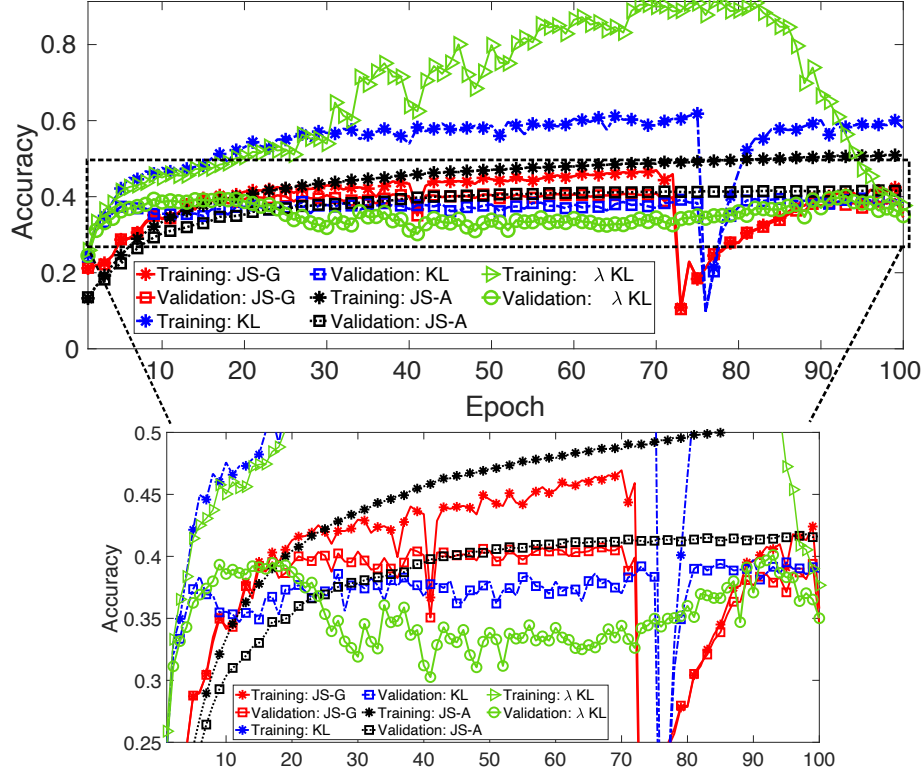 0.8
0.6
0.4
0.2
0
Accuracy
Training: JS-G
Validation: JS-G
Training: KL
Validation: KL
Training: JS-A
Validation: JS-A
Training: λ KL
Validation: λ KL
10 20 30 40 50 60 70 80 90 100
Epoch
0.5
0.45
0.4
0.35
0.3
0.25
Accuracy
Training: JS-G
Validation: JS-G
Training: KL
Validation: KL
Training: JS-A
Validation: JS-A
Training: λ KL
Validation: λ KL
10 20 30 40 50 60 70 80 90 100